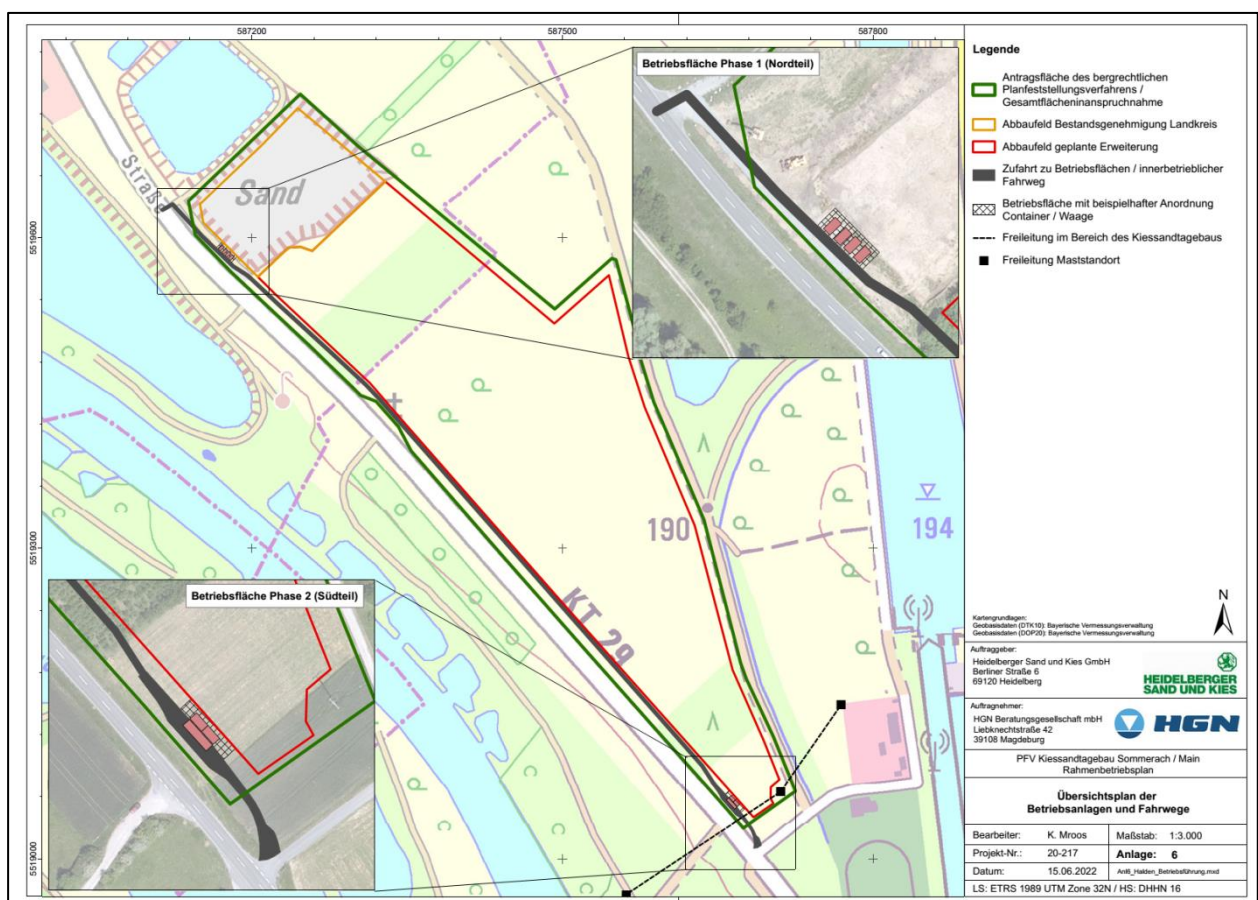 587200
587500
587800
5519600
5519300
5519000
Straße
Sand
KT 29
190
194
Betriebsfläche Phase 1 (Nordteil)
Betriebsfläche Phase 2 (Südteil)
Legende
Antragsfläche des bergrechtlichen
Planfeststellungsverfahrens /
Gesamtflächeninanspruchnahme
Abbaufeld Bestandsgenehmigung Landkreis
Abbaufeld geplante Erweiterung
Zufahrt zu Betriebsflächen / innerbetrieblicher
Fahrweg
Betriebsfläche mit beispielhafter Anordnung
Container / Waage
Freileitung im Bereich des Kiessandtagebaus
Freileitung Maststandort
N
Kartengrundlagen:
Geobasisdaten (DTK10): Bayerische Vermessungsverwaltung
Geobasisdaten (DOP20): Bayerische Vermessungsverwaltung
Auftraggeber:
Heidelberger Sand und Kies GmbH
Berliner Straße 6
69120 Heidelberg
HEIDELBERGER
SAND UND KIES
Auftragnehmer:
HGN Beratungsgesellschaft mbH
Liebknechtstraße 42
39108 Magdeburg
HGN
PFV Kiessandtagebau Sommerach / Main
Rahmenbetriebsplan
Übersichtsplan der
Betriebsanlagen und Fahrwege
Bearbeiter: K. Mroos Maßstab: 1:3.000
Projekt-Nr.: 20-217 Anlage: 6
Datum: 15.06.2022 Anl6_Halden_Betriebsführung.mxd
LS: ETRS 1989 UTM Zone 32N / HS: DHHN 16